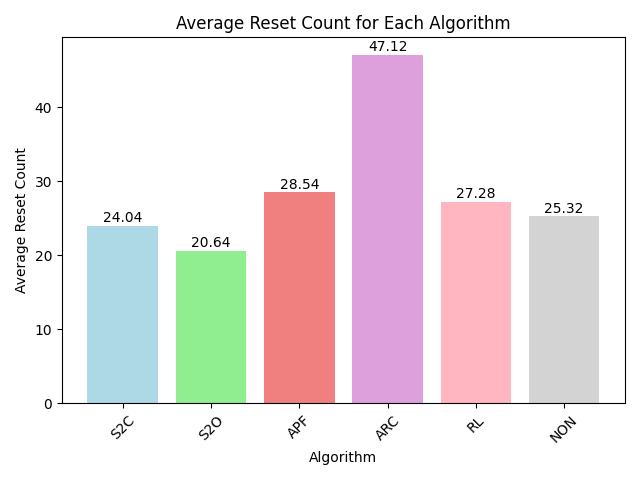 Average Reset Count for Each Algorithm
Average Reset Count
40
30
20
10
0
24.04
20.64
28.54
47.12
27.28
25.32
S2C
S2O
APF
ARC
RL
NON
Algorithm